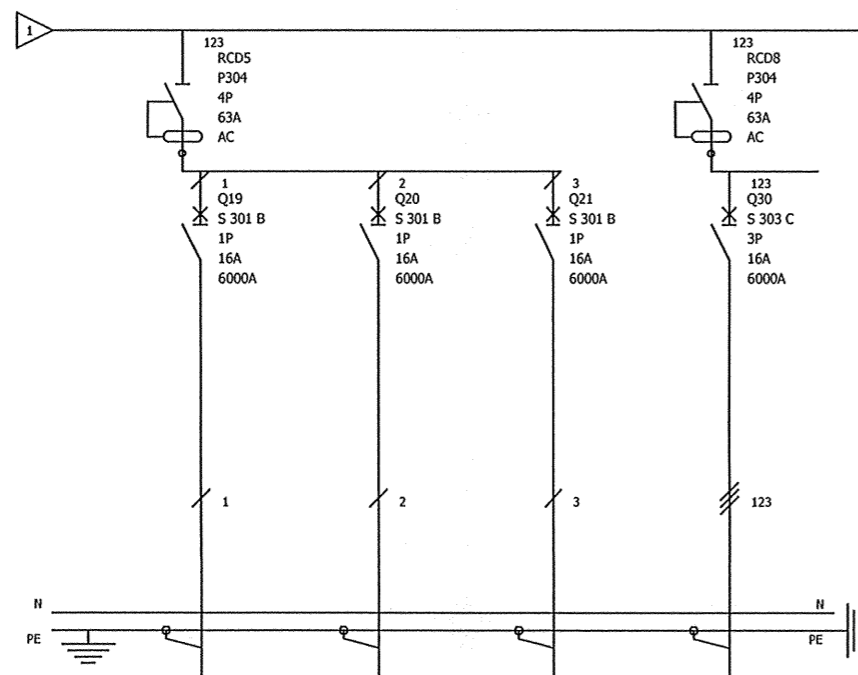 1
123
RCD5
P304
4P
63A
AC
123
RCD8
P304
4P
63A
AC
1
Q19
S 301 B
1P
16A
6000A
2
Q20
S 301 B
1P
16A
6000A
3
Q21
S 301 B
1P
16A
6000A
123
Q30
S 303 C
3P
16A
6000A
1
2
3
123
N
N
PE
PE